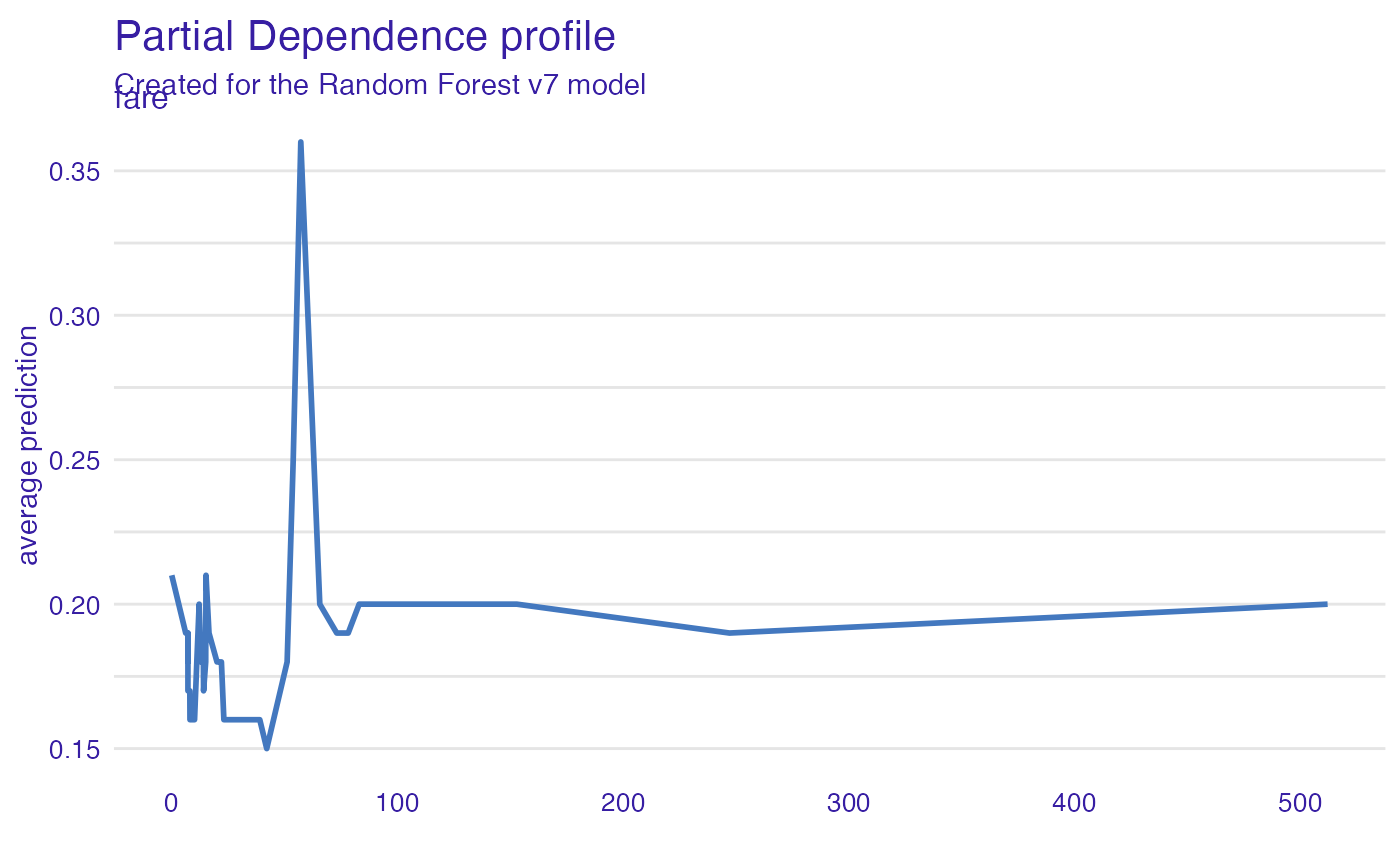 Partial Dependence profile
Created for the Random Forest v7 model
fare
average prediction
0.35
0.30
0.25
0.20
0.15
0 100 200 300 400 500